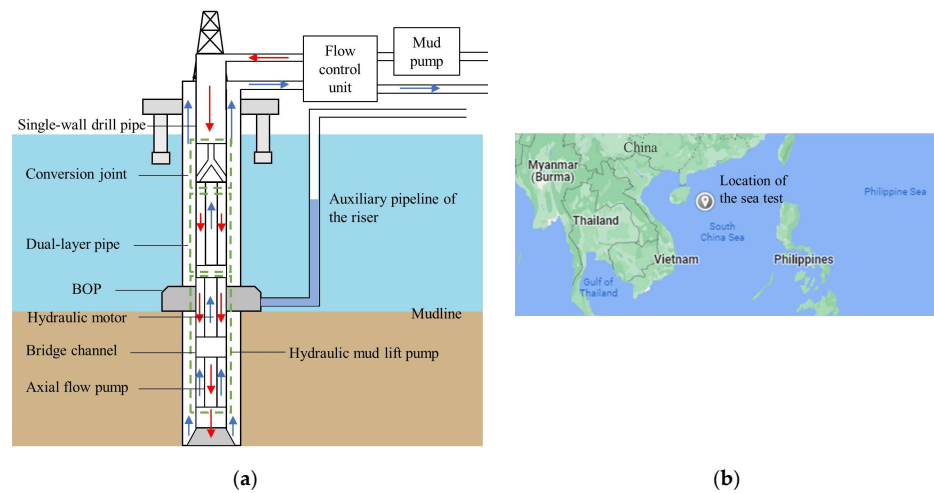 Flow
control
unit
Mud
pump
Single-wall drill pipe
Conversion joint
Auxiliary pipeline of
the riser
Dual-layer pipe
BOP
Mudline
Hydraulic motor
Bridge channel
Hydraulic mud lift pump
Axial flow pump
(a)
China
Myanmar
(Burma)
Location of
the sea test
Philippine Sea
Thailand
South
China Sea
Vietnam
Philippines
Gulf of
Thailand
(b)